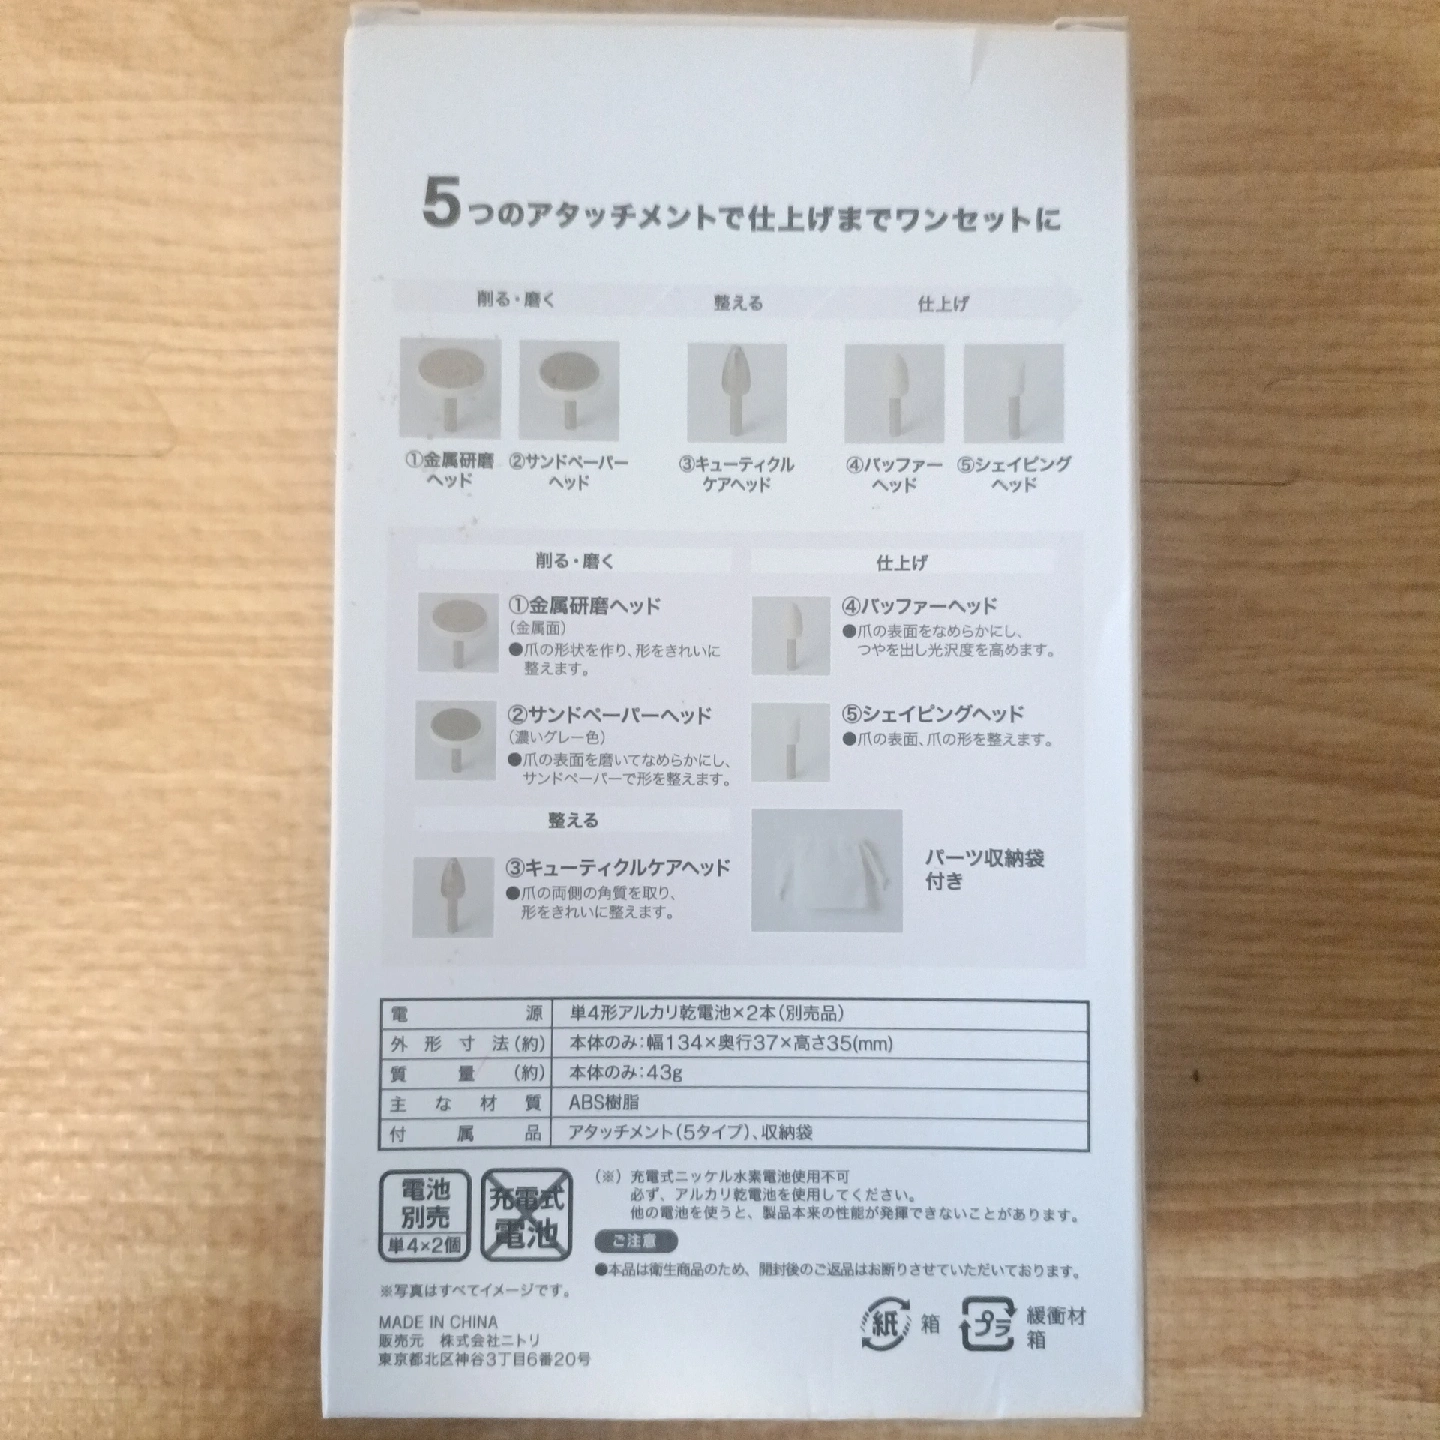 5つのアタッチメントで仕上げまでワンセットに
削る・磨く
整える
仕上げ
①金属研磨
ヘッド
②サンドペーパー
ヘッド
③キューティクル
ケアヘッド
④バッファー
ヘッド
⑤シェイピング
ヘッド
削る・磨く
①金属研磨ヘッド
(金属面)
●爪の形状を作り、形をきれいに
整えます。
②サンドペーパーヘッド
(濃いグレー色)
●爪の表面を磨いてなめらかにし、
サンドペーパーで形を整えます。
整える
③キューティクルケアヘッド
●爪の両側の角質を取り、
形をきれいに整えます。
仕上げ
④バッファーヘッド
●爪の表面をなめらかにし、
つやを出し光沢度を高めます。
⑤シェイピングヘッド
●爪の表面、爪の形を整えます。
パーツ収納袋
付き
電源 単4形アルカリ乾電池×2本(別売品)
外形寸法(約) 本体のみ:幅134×奥行37×高さ35(mm)
質量(約) 本体のみ:43g
主な材質 ABS樹脂
付属品 アタッチメント(5タイプ)、収納袋
電池
別売
単4×2個
充電式
電池
(※) 充電式ニッケル水素電池使用不可
必ず、アルカリ乾電池を使用してください。
他の電池を使うと、製品本来の性能が発揮できないことがあります。
ご注意
●本品は衛生商品のため、開封後のご返品はお断りさせていただいております。
※写真はすべてイメージです。
MADE IN CHINA
販売元 株式会社ニトリ
東京都北区神谷3丁目6番20号
紙
箱
プラ
緩衝材
箱